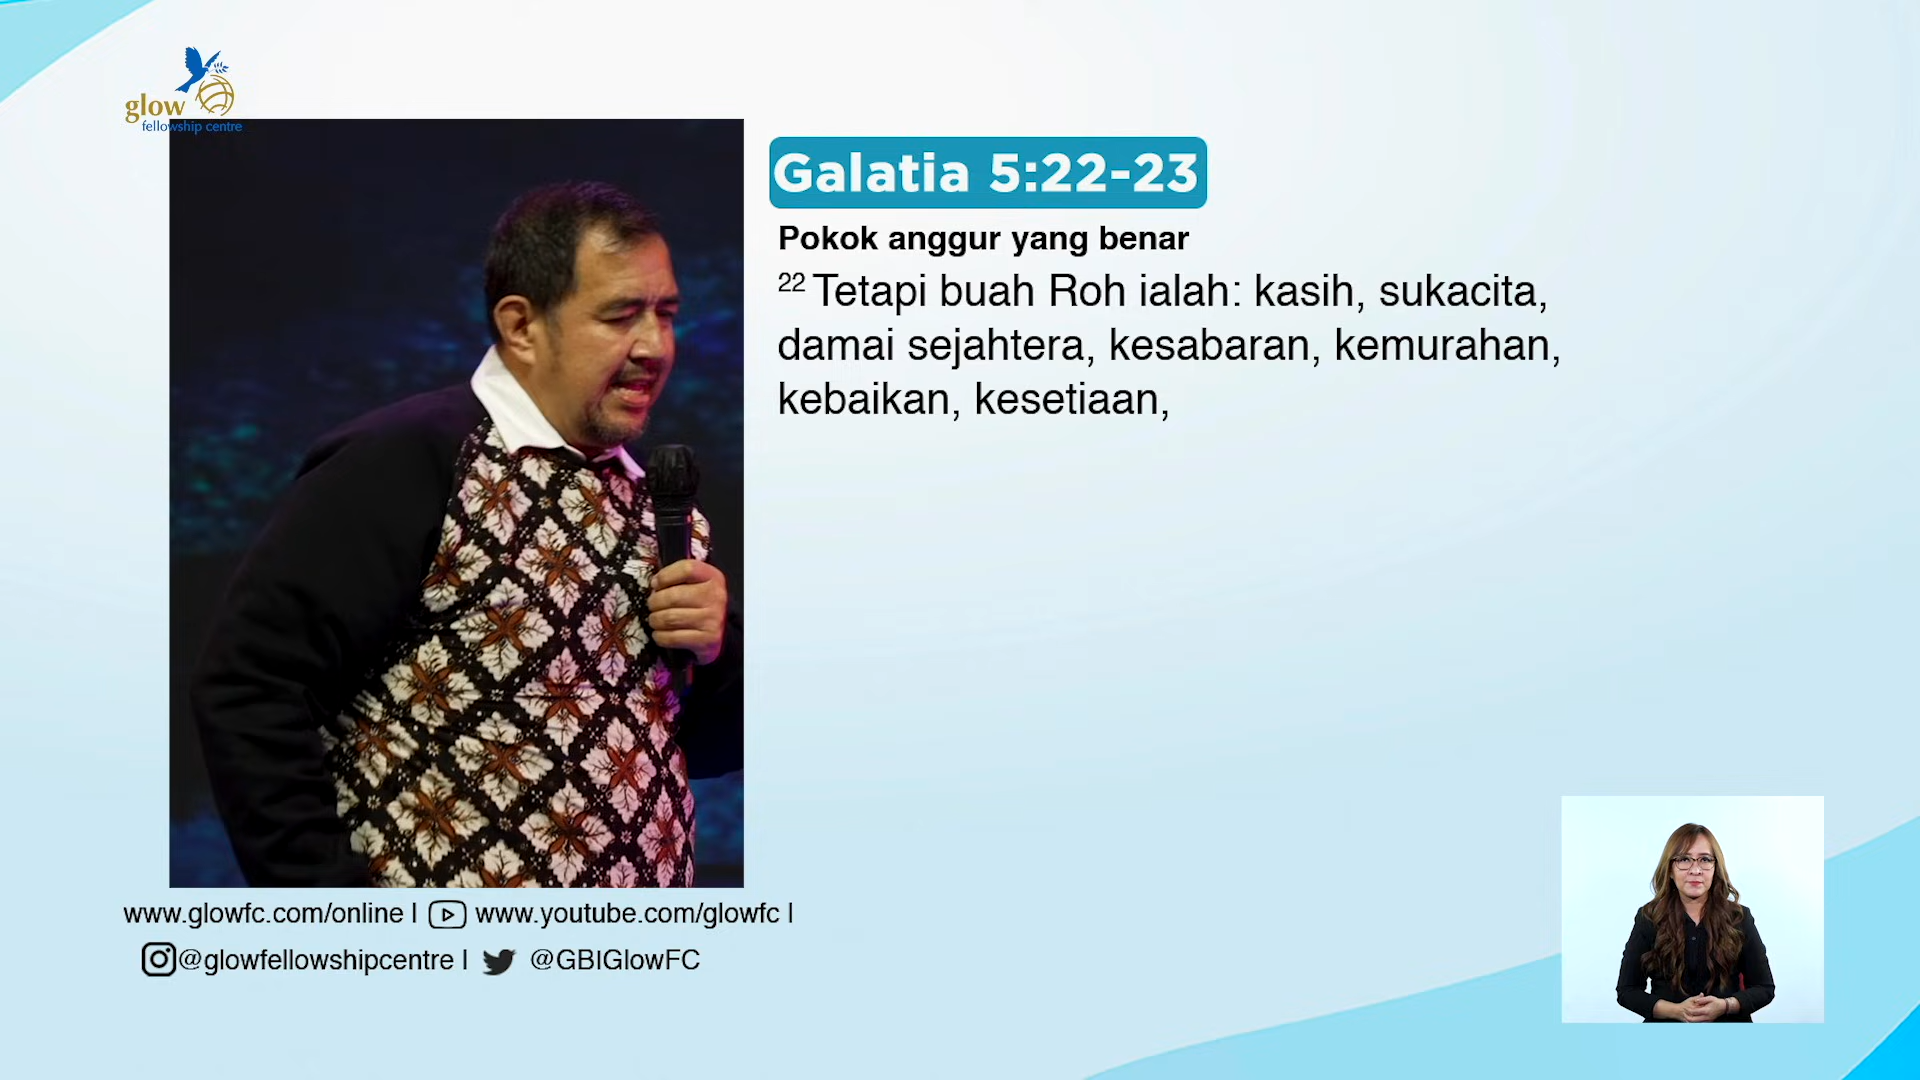 glow
fellowship centre
Galatia 5:22-23
Pokok anggur yang benar
22 Tetapi buah Roh ialah: kasih, sukacita,
damai sejahtera, kesabaran, kemurahan,
kebaikan, kesetiaan,
www.glowfc.com/online | www.youtube.com/glowfc |
@glowfellowshipcentre | @GBIGlowFC